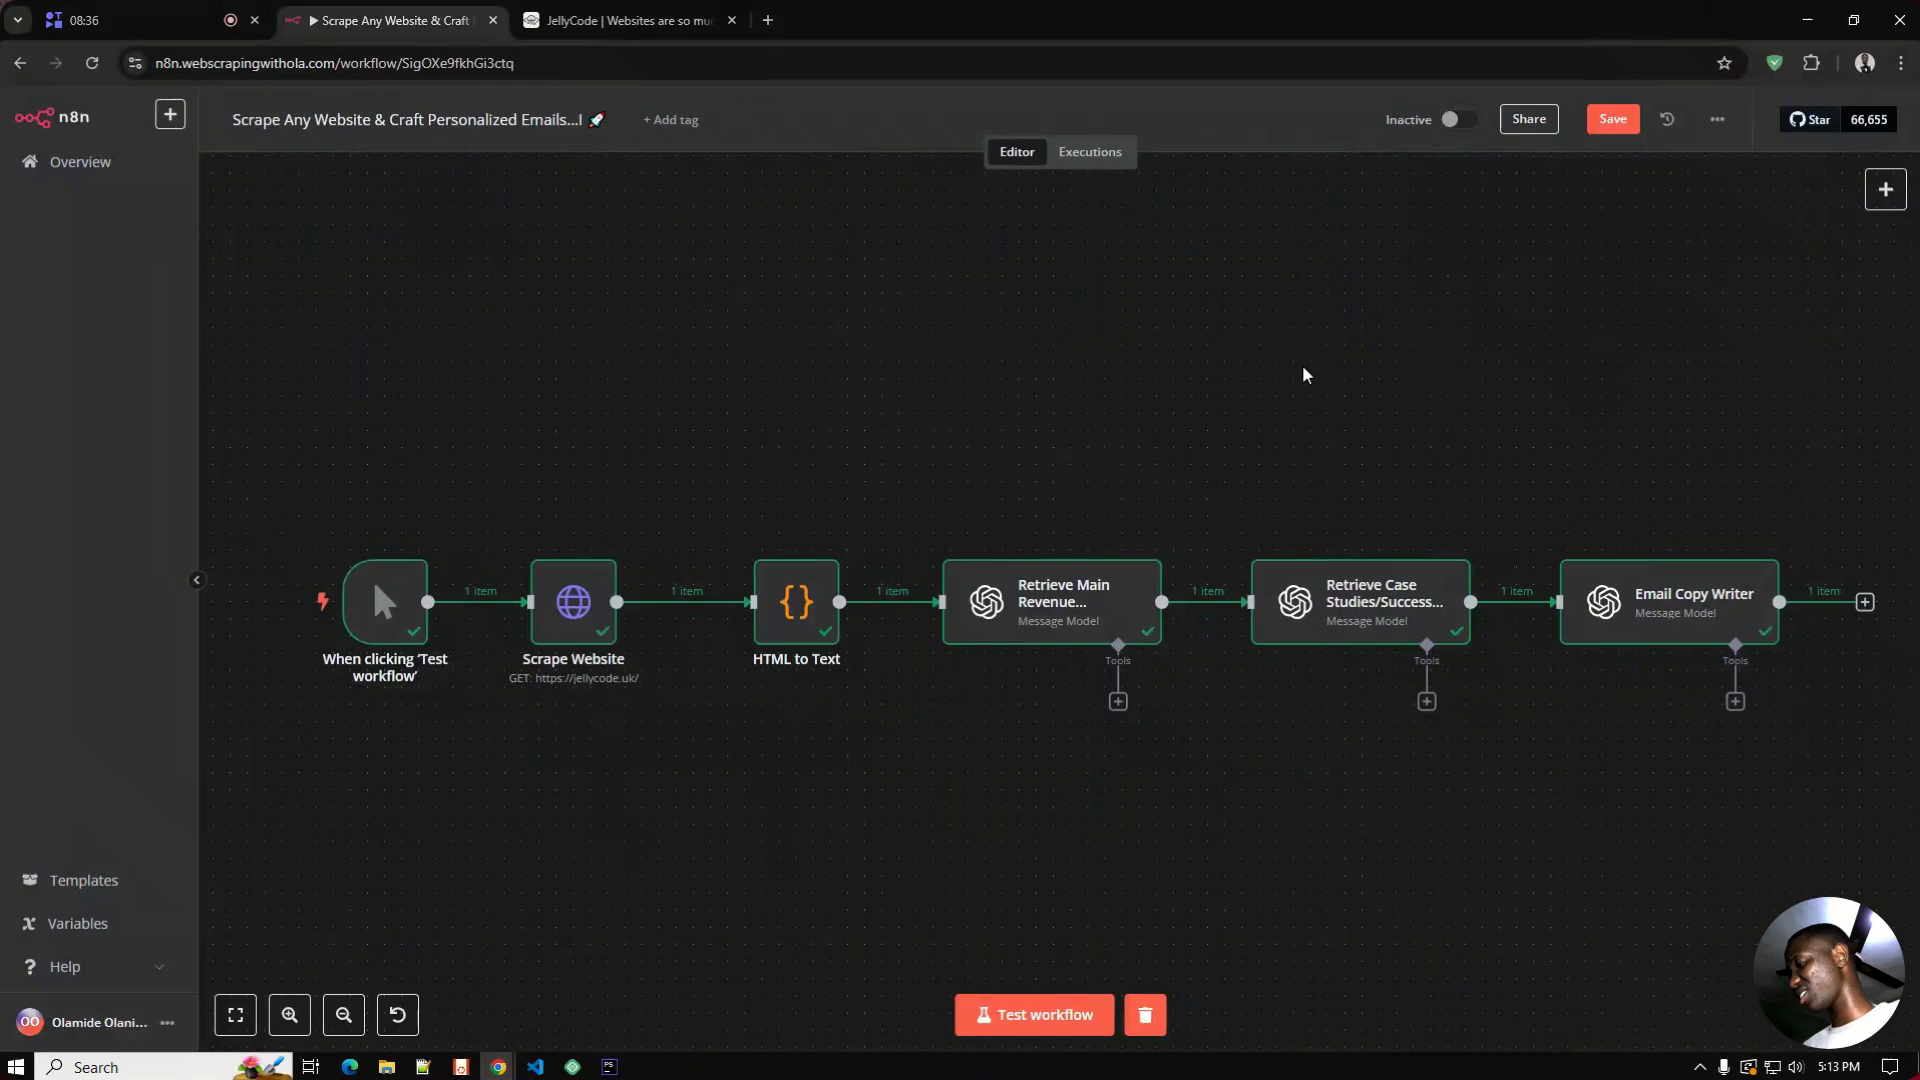 08:36
Scrape Any Website & Craft
JellyCode | Websites are so muc
n8n.webscrapingwithola.com/workflow/SigOXe9fkhGi3ctq
n8n
Scrape Any Website & Craft Personalized Emails...! 🚀
+ Add tag
Inactive
Share
Save
Star
66,655
Editor
Executions
Overview
1 item
1 item
1 item
1 item
1 item
1 item
Retrieve Main
Revenue...
Message Model
Retrieve Case
Studies/Success...
Message Model
Email Copy Writer
Message Model
When clicking ‘Test
workflow’
Scrape Website
GET: https://jellycode.uk/
HTML to Text
Tools
Tools
Tools
Templates
Variables
Help
OO
Olamide Olani...
Test workflow
Search
PS
5:13 PM